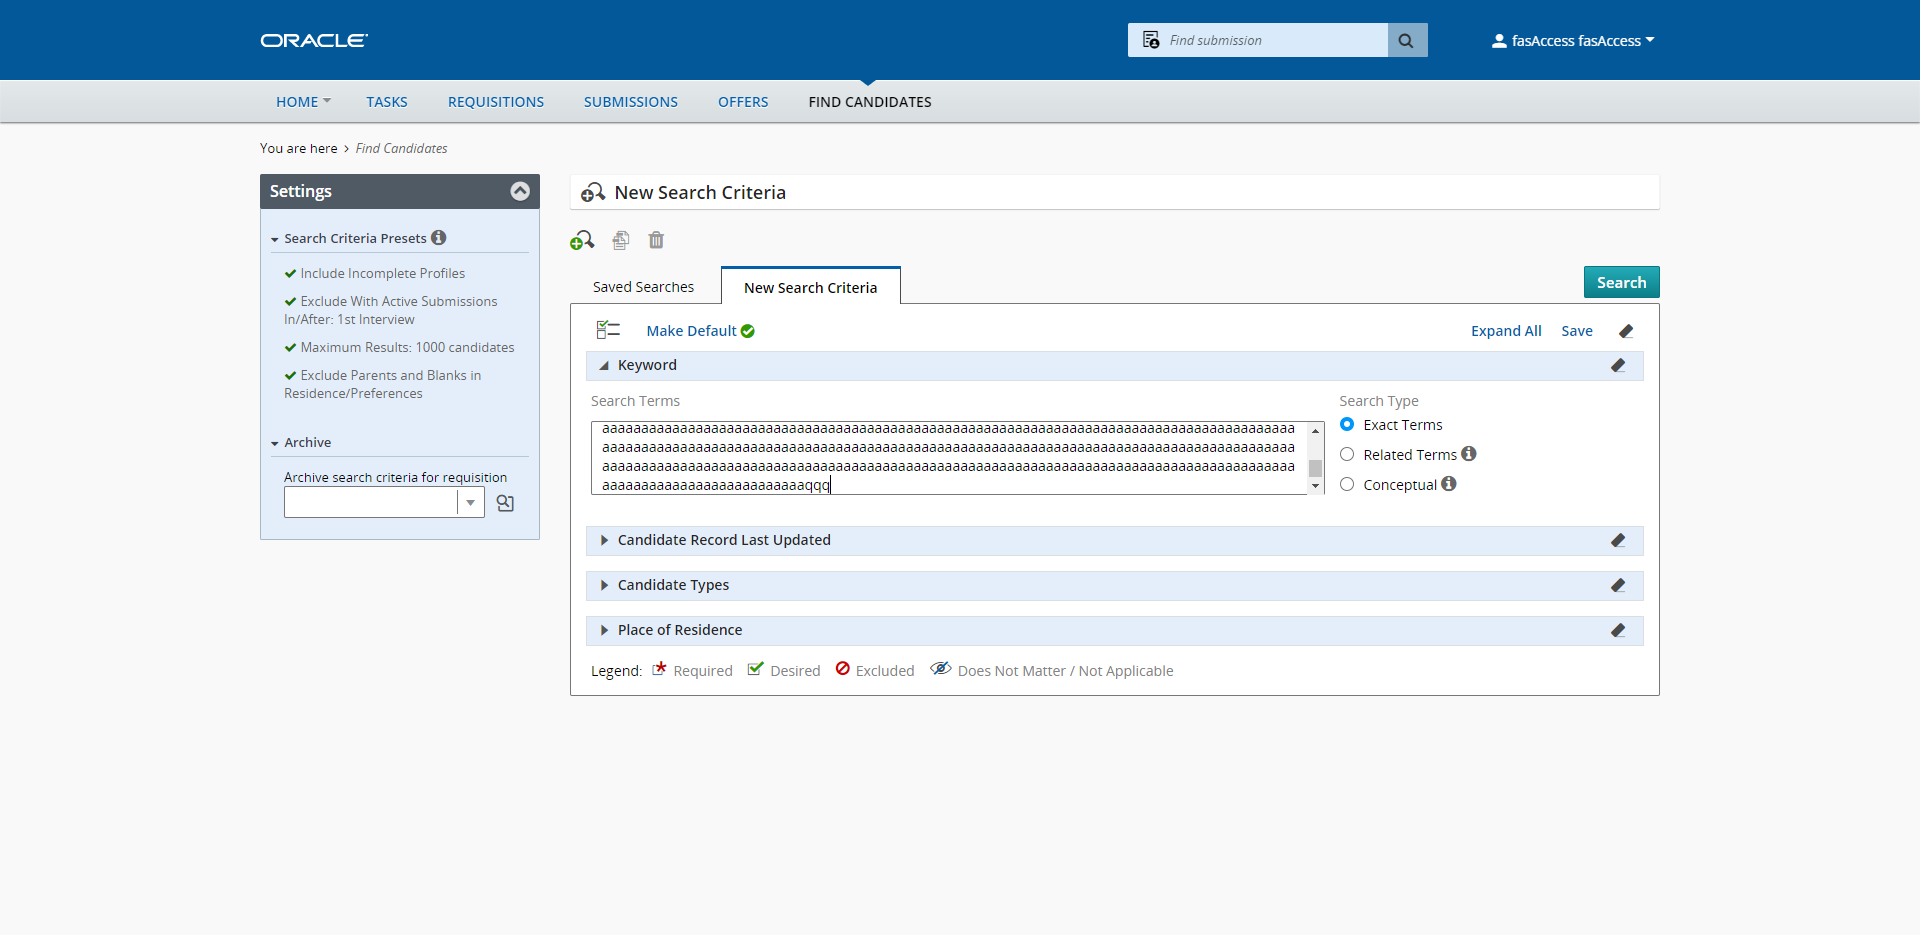 ORACLE
Find submission
fasAccess fasAccess
HOME
TASKS
REQUISITIONS
SUBMISSIONS
OFFERS
FIND CANDIDATES
You are here › Find Candidates
Settings
Search Criteria Presets
Include Incomplete Profiles
Exclude With Active Submissions
In/After: 1st Interview
Maximum Results: 1000 candidates
Exclude Parents and Blanks in
Residence/Preferences
Archive
Archive search criteria for requisition
New Search Criteria
Saved Searches
New Search Criteria
Search
Make Default
Expand All
Save
Keyword
Search Terms
Search Type
Exact Terms
Related Terms
Conceptual
Candidate Record Last Updated
Candidate Types
Place of Residence
Legend: Required Desired Excluded Does Not Matter / Not Applicable